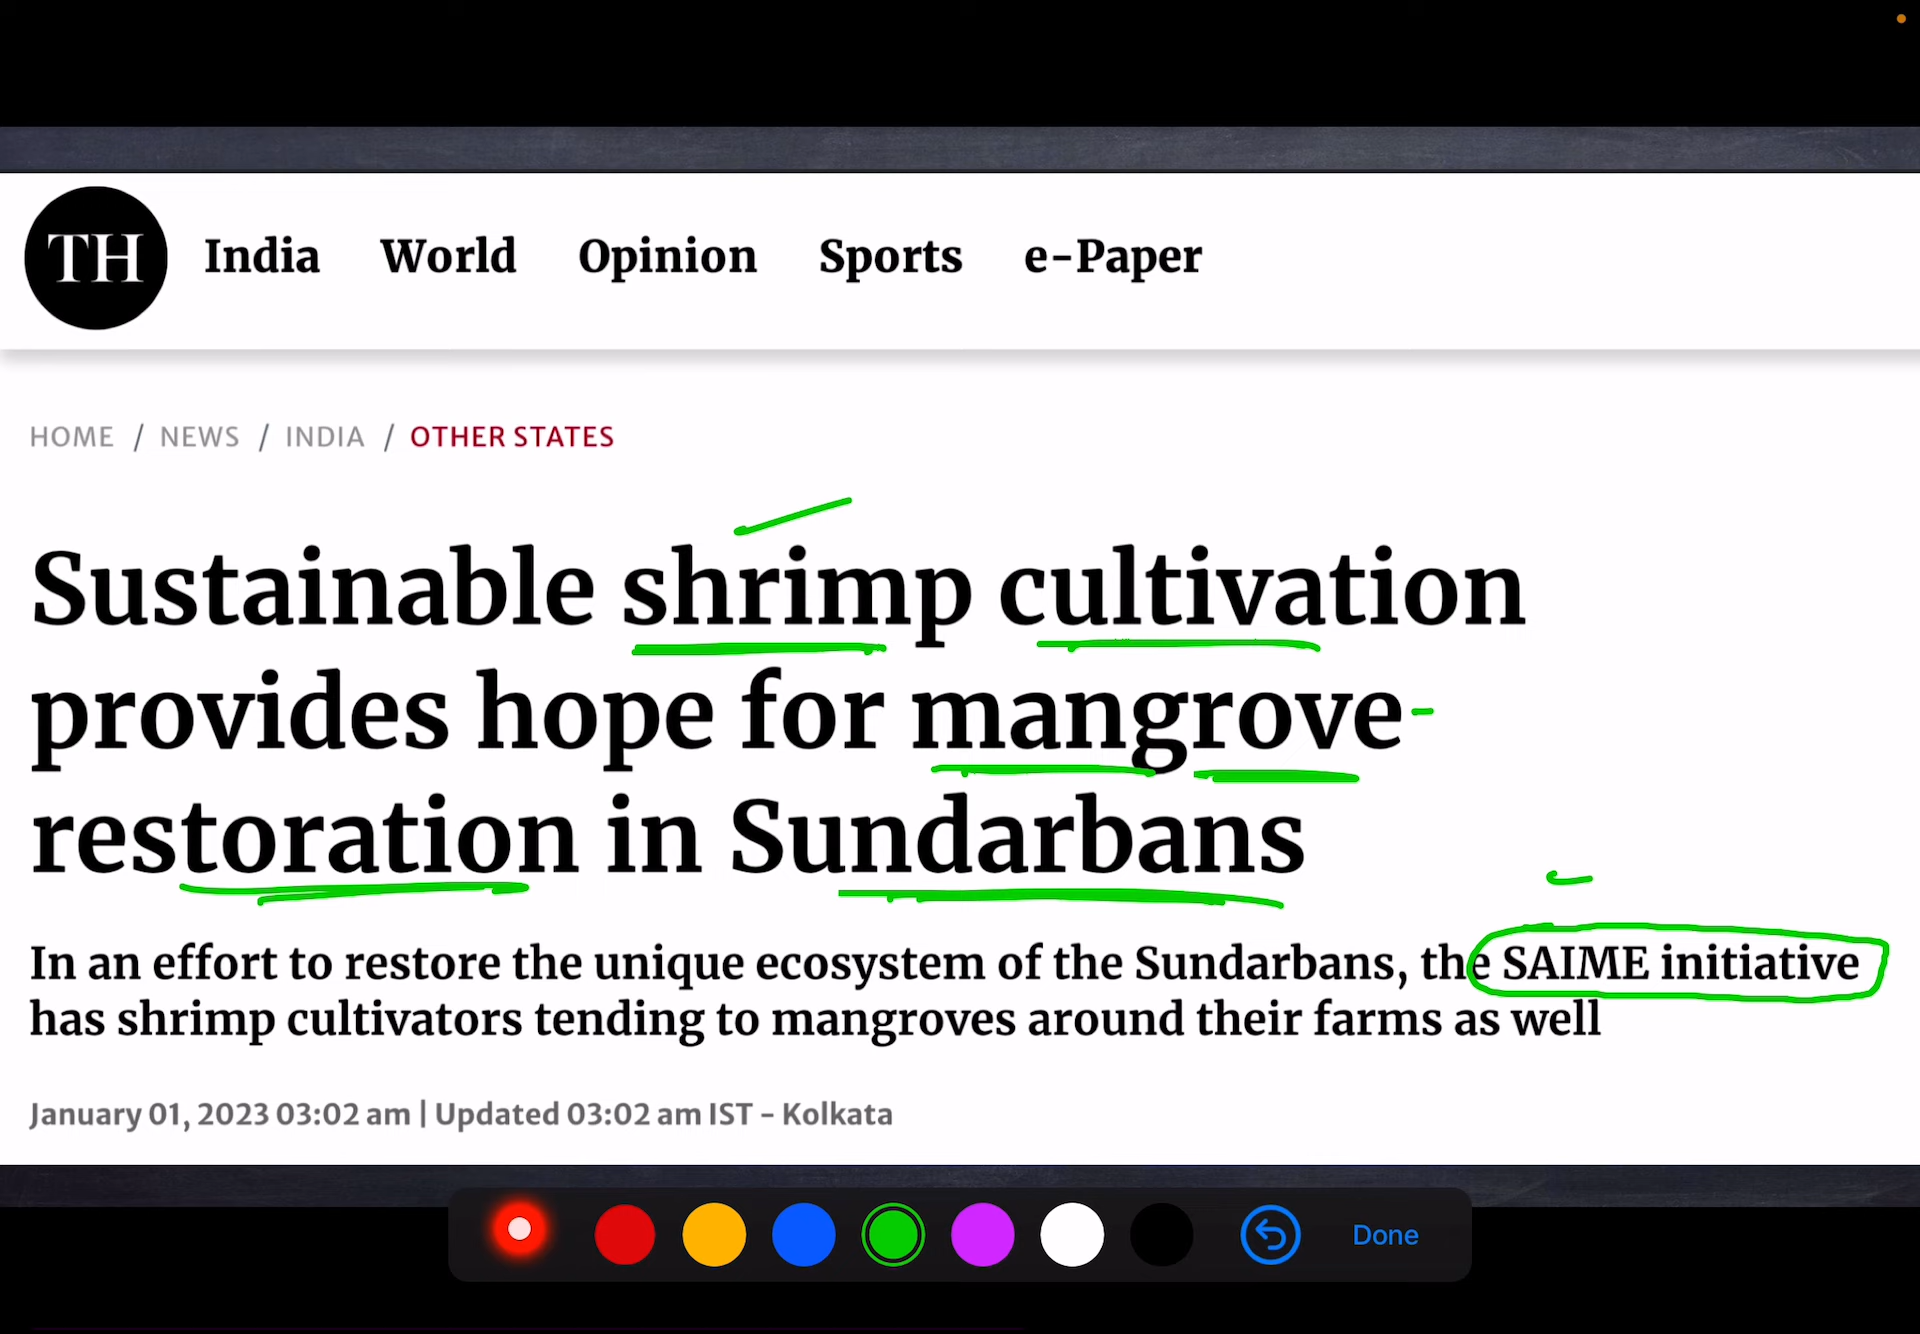 TH India World Opinion Sports e-Paper
HOME / NEWS / INDIA / OTHER STATES
Sustainable shrimp cultivation
provides hope for mangrove-
restoration in Sundarbans
In an effort to restore the unique ecosystem of the Sundarbans, the SAIME initiative
has shrimp cultivators tending to mangroves around their farms as well
January 01, 2023 03:02 am | Updated 03:02 am IST - Kolkata
Done